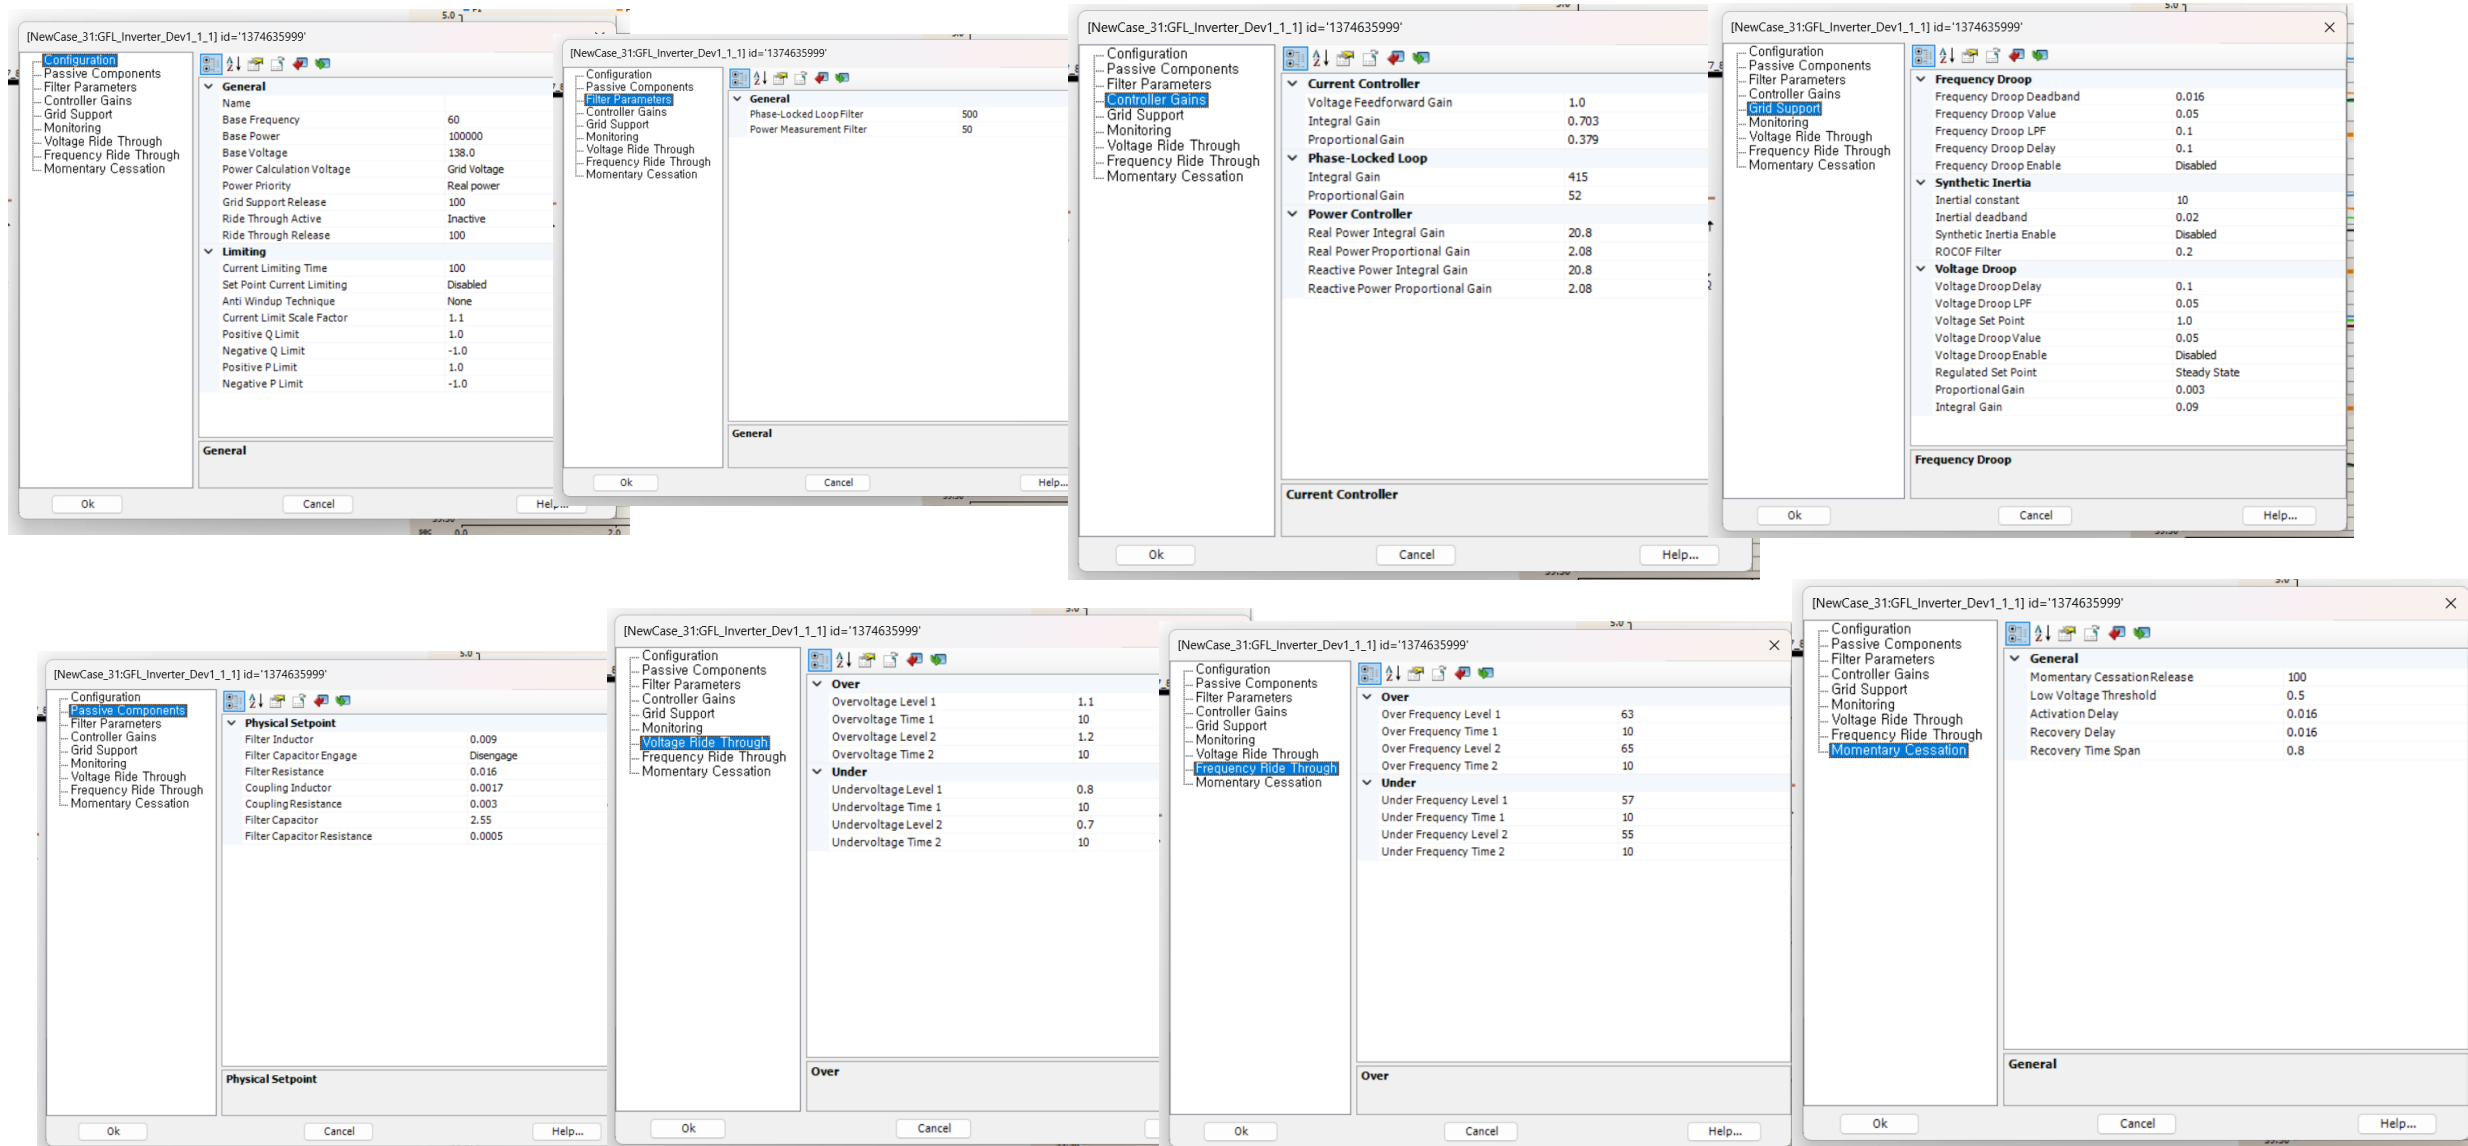 [NewCase_31:GFL_Inverter_Dev1_1_1] id='1374635999'
Configuration
Passive Components
Filter Parameters
Controller Gains
Grid Support
Monitoring
Voltage Ride Through
Frequency Ride Through
Momentary Cessation
General
Name
Base Frequency 60
Base Power 100000
Base Voltage 138.0
Power Calculation Voltage Grid Voltage
Power Priority Real power
Grid Support Release 100
Ride Through Active Inactive
Ride Through Release 100
Limiting
Current Limiting Time 100
Set Point Current Limiting Disabled
Anti Windup Technique None
Current Limit Scale Factor 1.1
Positive Q Limit 1.0
Negative Q Limit -1.0
Positive P Limit 1.0
Negative P Limit -1.0
General
Ok Cancel Help...
[NewCase_31:GFL_Inverter_Dev1_1_1] id='1374635999'
Configuration
Passive Components
Filter Parameters
Controller Gains
Grid Support
Monitoring
Voltage Ride Through
Frequency Ride Through
Momentary Cessation
General
Phase-Locked Loop Filter 500
Power Measurement Filter 50
General
Ok Cancel Help...
[NewCase_31:GFL_Inverter_Dev1_1_1] id='1374635999'
Configuration
Passive Components
Filter Parameters
Controller Gains
Grid Support
Monitoring
Voltage Ride Through
Frequency Ride Through
Momentary Cessation
Current Controller
Voltage Feedforward Gain 1.0
Integral Gain 0.703
Proportional Gain 0.379
Phase-Locked Loop
Integral Gain 415
Proportional Gain 52
Power Controller
Real Power Integral Gain 20.8
Real Power Proportional Gain 2.08
Reactive Power Integral Gain 20.8
Reactive Power Proportional Gain 2.08
Current Controller
Ok Cancel Help...
[NewCase_31:GFL_Inverter_Dev1_1_1] id='1374635999'
Configuration
Passive Components
Filter Parameters
Controller Gains
Grid Support
Monitoring
Voltage Ride Through
Frequency Ride Through
Momentary Cessation
Frequency Droop
Frequency Droop Deadband 0.016
Frequency Droop Value 0.05
Frequency Droop LPF 0.1
Frequency Droop Delay 0.1
Frequency Droop Enable Disabled
Synthetic Inertia
Inertial constant 10
Inertial deadband 0.02
Synthetic Inertia Enable Disabled
ROCOF Filter 0.2
Voltage Droop
Voltage Droop Delay 0.1
Voltage Droop LPF 0.05
Voltage Set Point 1.0
Voltage Droop Value 0.05
Voltage Droop Enable Disabled
Regulated Set Point Steady State
Proportional Gain 0.003
Integral Gain 0.09
Frequency Droop
Ok Cancel Help...
[NewCase_31:GFL_Inverter_Dev1_1_1] id='1374635999'
Configuration
Passive Components
Filter Parameters
Controller Gains
Grid Support
Monitoring
Voltage Ride Through
Frequency Ride Through
Momentary Cessation
Physical Setpoint
Filter Inductor 0.009
Filter Capacitor Engage Disengage
Filter Resistance 0.016
Coupling Inductor 0.0017
Coupling Resistance 0.003
Filter Capacitor 2.55
Filter Capacitor Resistance 0.0005
Physical Setpoint
Ok Cancel Help...
[NewCase_31:GFL_Inverter_Dev1_1_1] id='1374635999'
Configuration
Passive Components
Filter Parameters
Controller Gains
Grid Support
Monitoring
Voltage Ride Through
Frequency Ride Through
Momentary Cessation
Over
Overvoltage Level 1 1.1
Overvoltage Time 1 10
Overvoltage Level 2 1.2
Overvoltage Time 2 10
Under
Undervoltage Level 1 0.8
Undervoltage Time 1 10
Undervoltage Level 2 0.7
Undervoltage Time 2 10
Over
Ok Cancel
[NewCase_31:GFL_Inverter_Dev1_1_1] id='1374635999'
Configuration
Passive Components
Filter Parameters
Controller Gains
Grid Support
Monitoring
Voltage Ride Through
Frequency Ride Through
Momentary Cessation
Over
Over Frequency Level 1 63
Over Frequency Time 1 10
Over Frequency Level 2 65
Over Frequency Time 2 10
Under
Under Frequency Level 1 57
Under Frequency Time 1 10
Under Frequency Level 2 55
Under Frequency Time 2 10
Over
Ok Cancel Help...
[NewCase_31:GFL_Inverter_Dev1_1_1] id='1374635999'
Configuration
Passive Components
Filter Parameters
Controller Gains
Grid Support
Monitoring
Voltage Ride Through
Frequency Ride Through
Momentary Cessation
General
Momentary Cessation Release 100
Low Voltage Threshold 0.5
Activation Delay 0.016
Recovery Delay 0.016
Recovery Time Span 0.8
General
Ok Cancel Help...